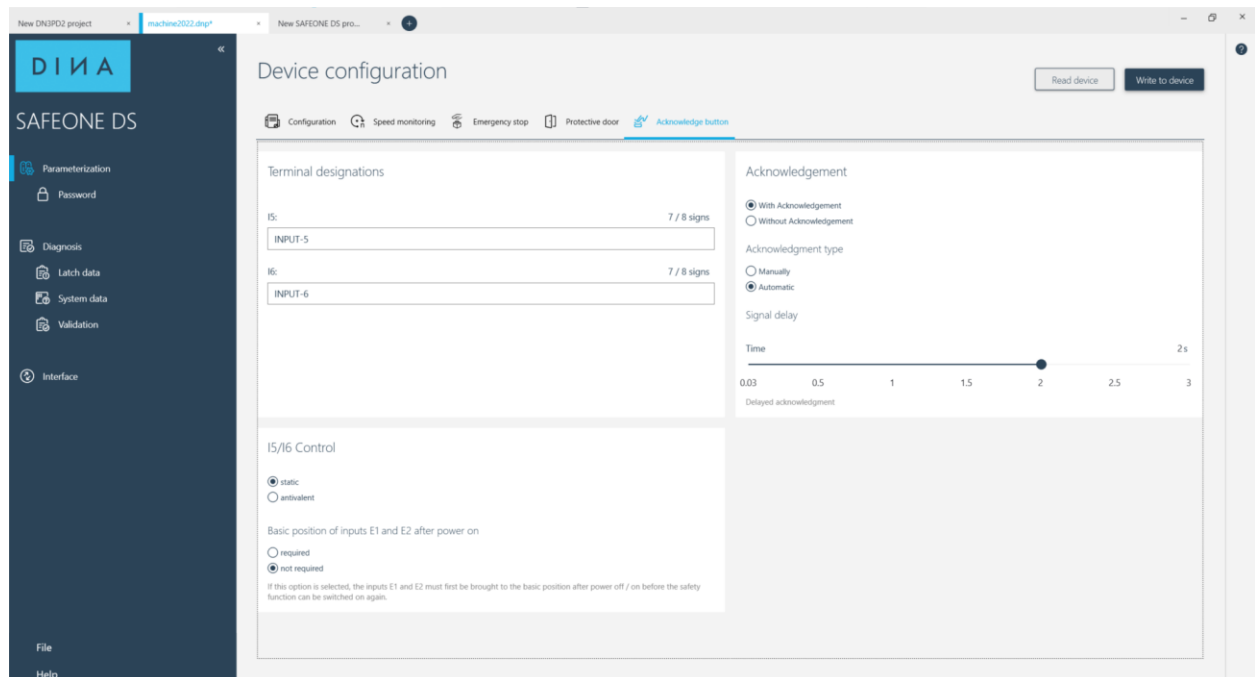 New DN3PD2 project
machine2022.dnp*
New SAFEONE DS pro...
DINA
SAFEONE DS
Parameterization
Password
Diagnosis
Latch data
System data
Validation
Interface
File
Help
Device configuration
Read device
Write to device
Configuration
Speed monitoring
Emergency stop
Protective door
Acknowledge button
Terminal designations
I5: 7 / 8 signs
INPUT-5
I6: 7 / 8 signs
INPUT-6
Acknowledgement
With Acknowledgement
Without Acknowledgement
Acknowledgment type
Manually
Automatic
Signal delay
Time 2 s
0.03 0.5 1 1.5 2 2.5 3
Delayed acknowledgment
I5/I6 Control
static
antivalent
Basic position of inputs E1 and E2 after power on
required
not required
If this option is selected, the inputs E1 and E2 must first be brought to the basic position after power off / on before the safety
function can be switched on again.